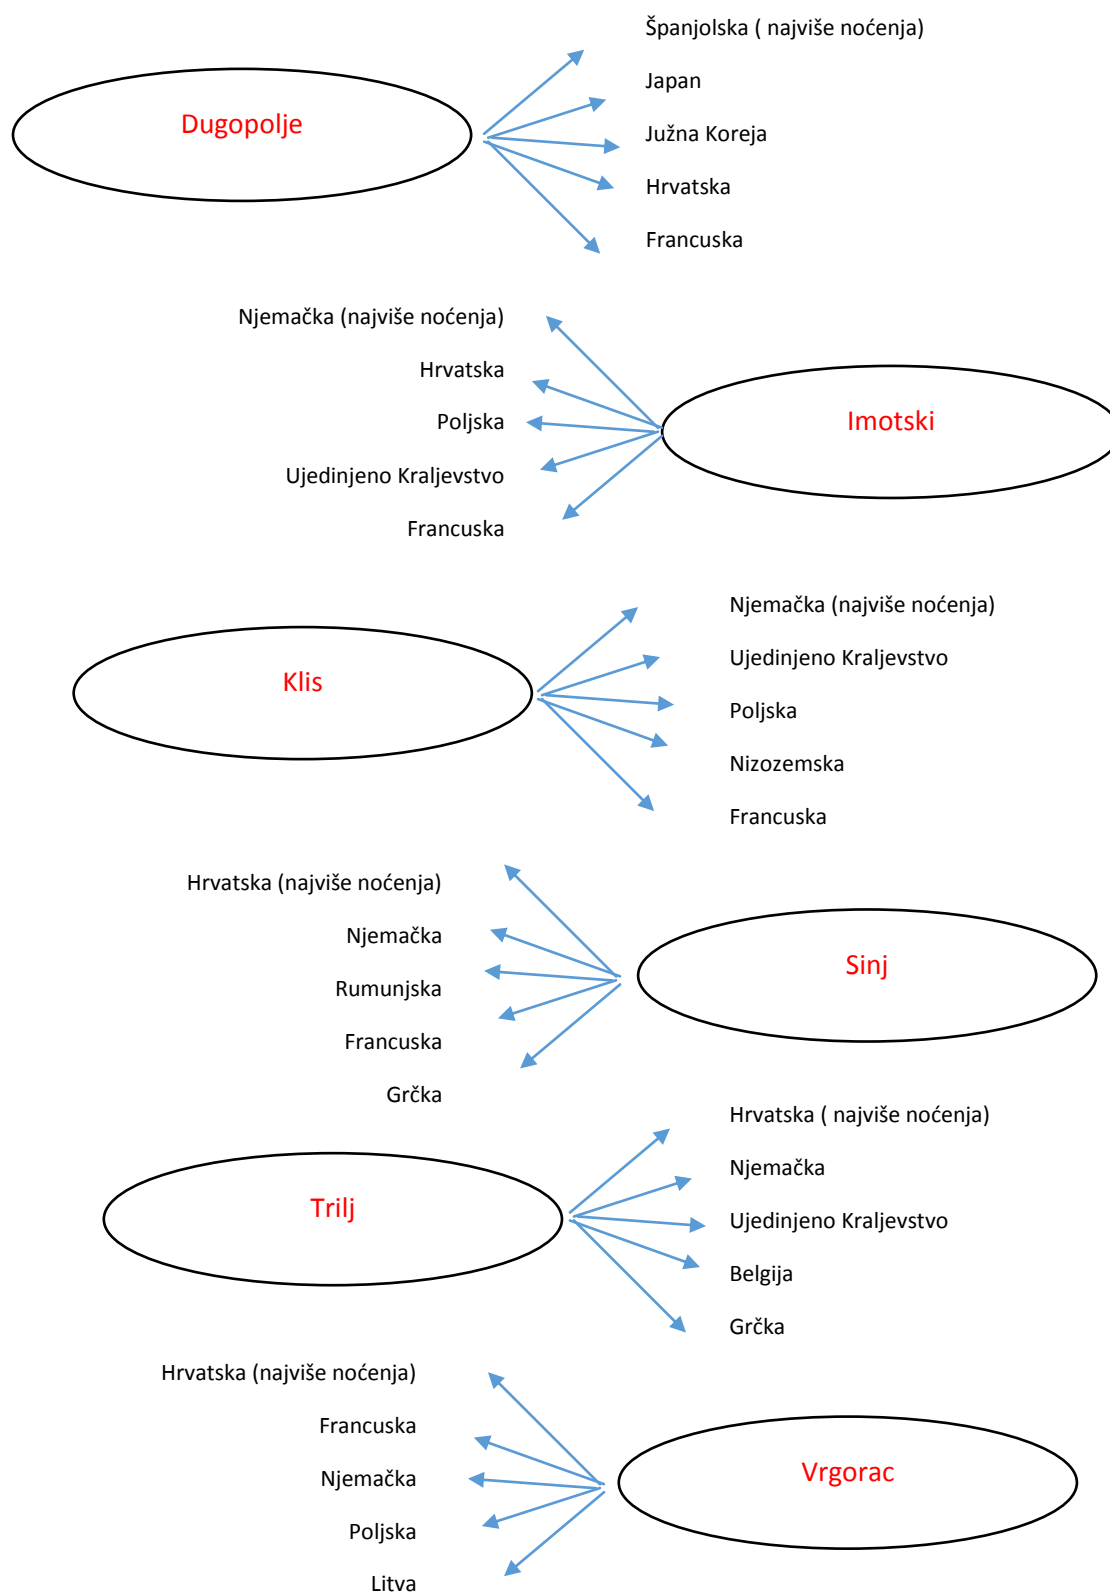 Španjolska ( najviše noćenja)
Dugopolje
Japan
Južna Koreja
Hrvatska
Francuska
Njemačka (najviše noćenja)
Hrvatska
Imotski
Poljska
Ujedinjeno Kraljevstvo
Francuska
Njemačka (najviše noćenja)
Klis
Ujedinjeno Kraljevstvo
Poljska
Nizozemska
Francuska
Hrvatska (najviše noćenja)
Njemačka
Sinj
Rumunjska
Francuska
Grčka
Hrvatska ( najviše noćenja)
Njemačka
Trilj
Ujedinjeno Kraljevstvo
Belgija
Grčka
Hrvatska (najviše noćenja)
Francuska
Vrgorac
Njemačka
Poljska
Litva